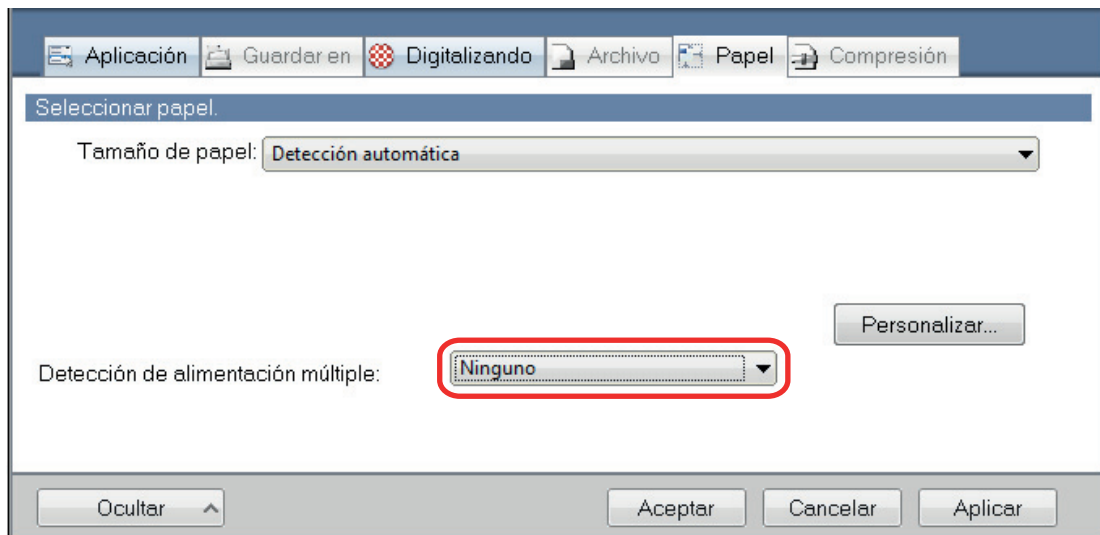 Aplicación Guardar en Digitalizando Archivo Papel Compresión
Seleccionar papel.
Tamaño de papel: Detección automática
Personalizar...
Detección de alimentación múltiple: Ninguno
Ocultar Aceptar Cancelar Aplicar